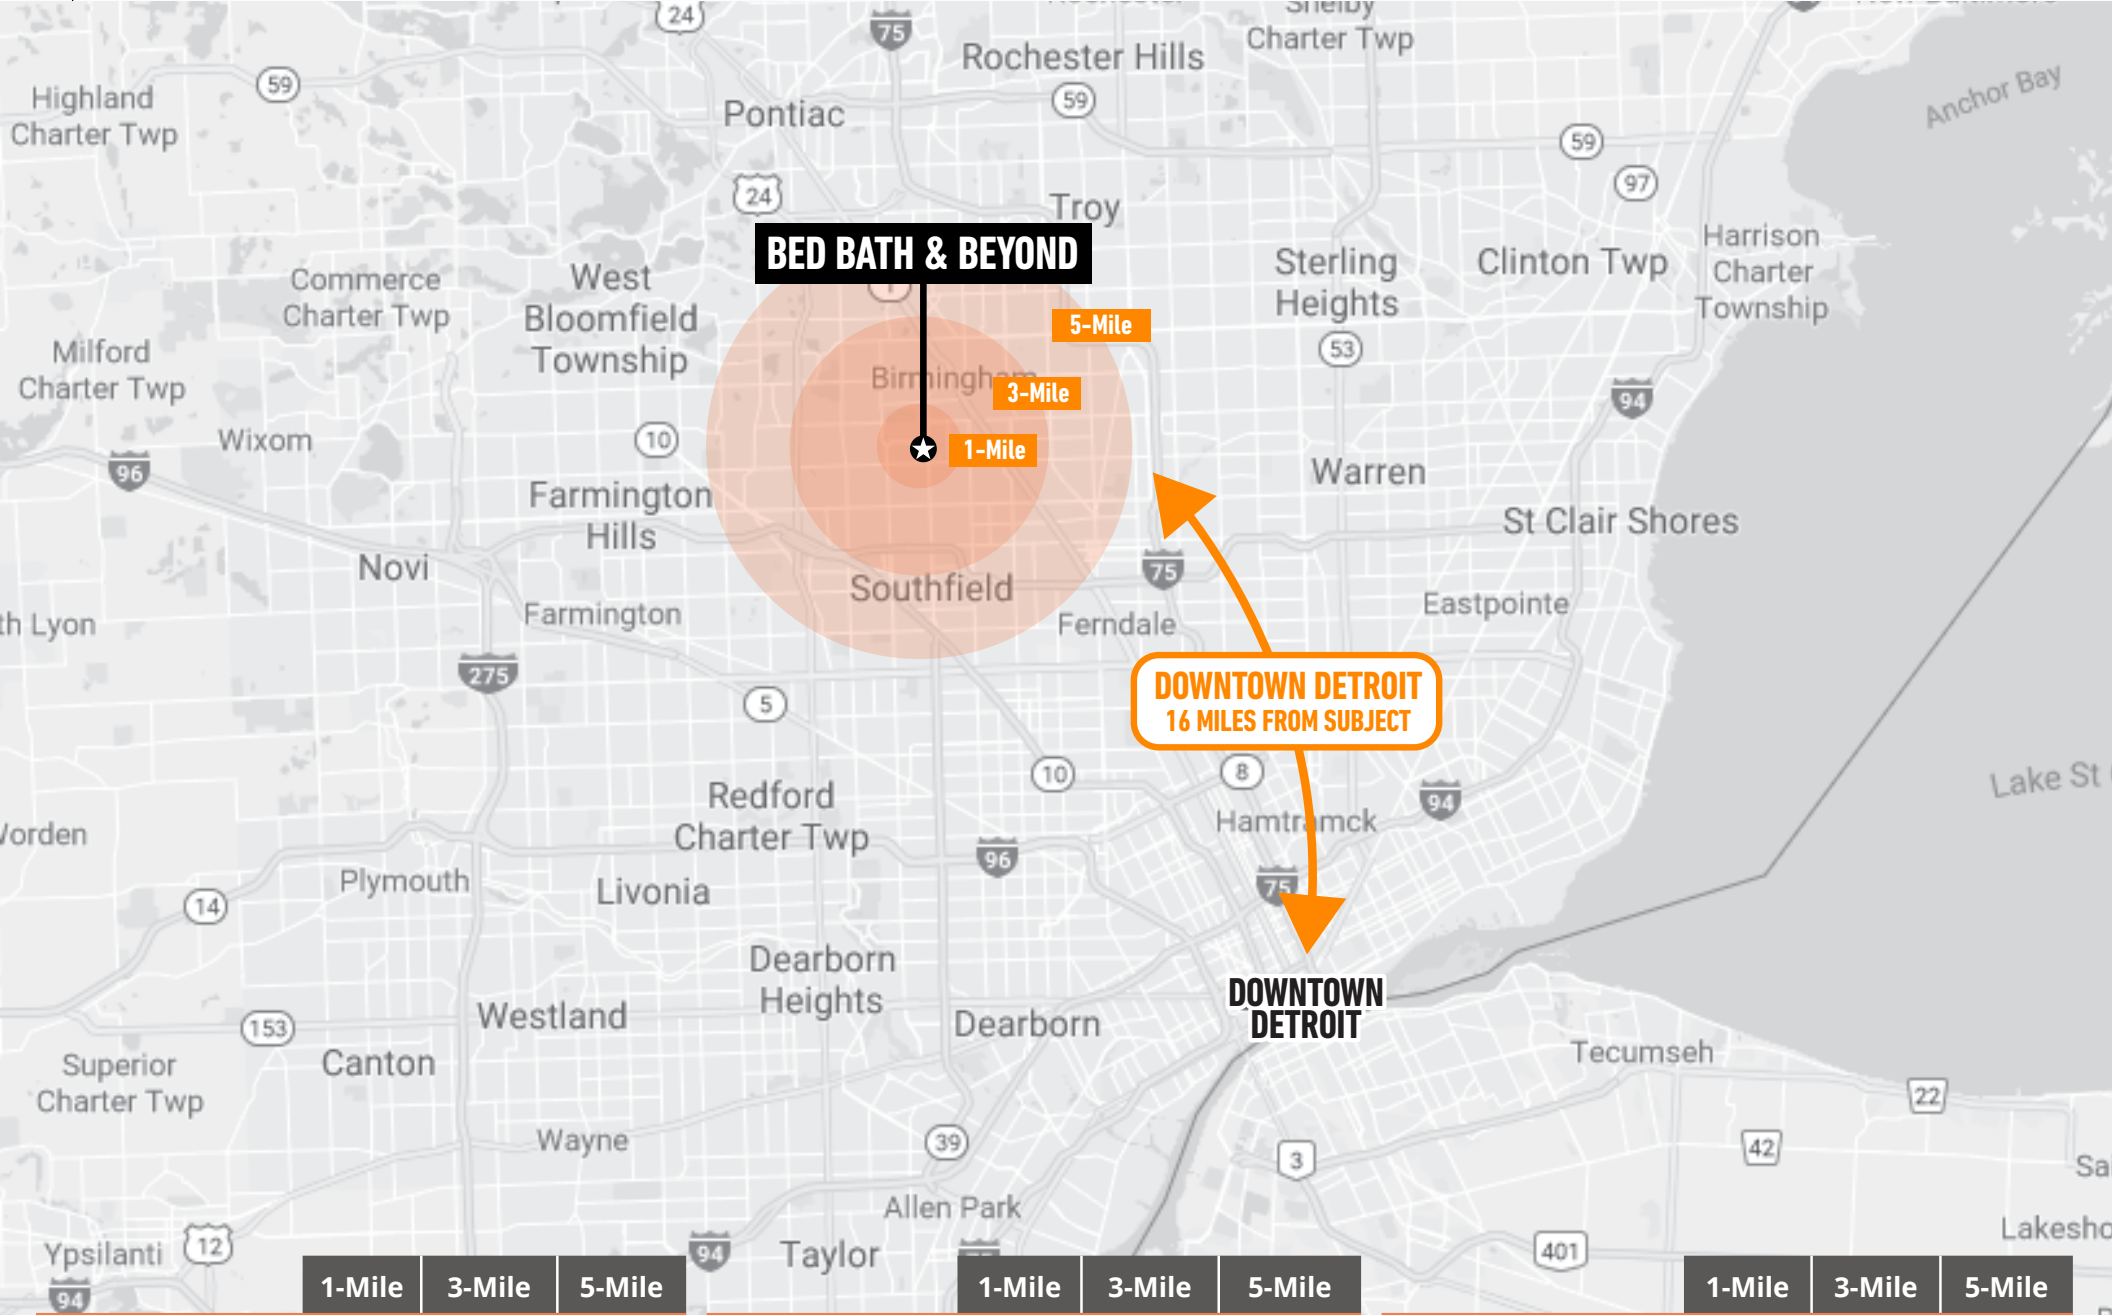 24
75
Rochester Hills
Shelby
Charter Twp
59
Highland
Charter Twp
Pontiac
59
Anchor Bay
59
97
24
Troy
BED BATH & BEYOND
1
Commerce
Charter Twp
West
Bloomfield
Township
Sterling
Heights
Clinton Twp
Harrison
Charter
Township
5-Mile
53
Milford
Charter Twp
Birmingham
3-Mile
94
Wixom
10
1-Mile
96
Warren
Farmington
Hills
St Clair Shores
Novi
75
Southfield
Farmington
Ferndale
Eastpointe
th Lyon
275
5
DOWNTOWN DETROIT
16 MILES FROM SUBJECT
10
8
94
Lake St
Redford
Charter Twp
Hamtramck
orden
96
Plymouth
Livonia
75
14
Dearborn
Heights
DOWNTOWN
DETROIT
Westland
Dearborn
153
Canton
Tecumseh
Superior
Charter Twp
22
Wayne
39
3
42
Sa
Allen Park
Lakesho
Ypsilanti
12
94
Taylor
401
94
1-Mile 3-Mile 5-Mile
1-Mile 3-Mile 5-Mile
1-Mile 3-Mile 5-Mile